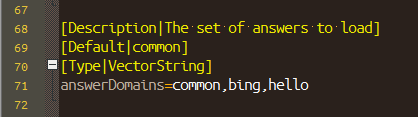 67
68 [Description|The set of answers to load]
69 [Default|common]
70 [Type|VectorString]
71 answerDomains=common,bing,hello
72